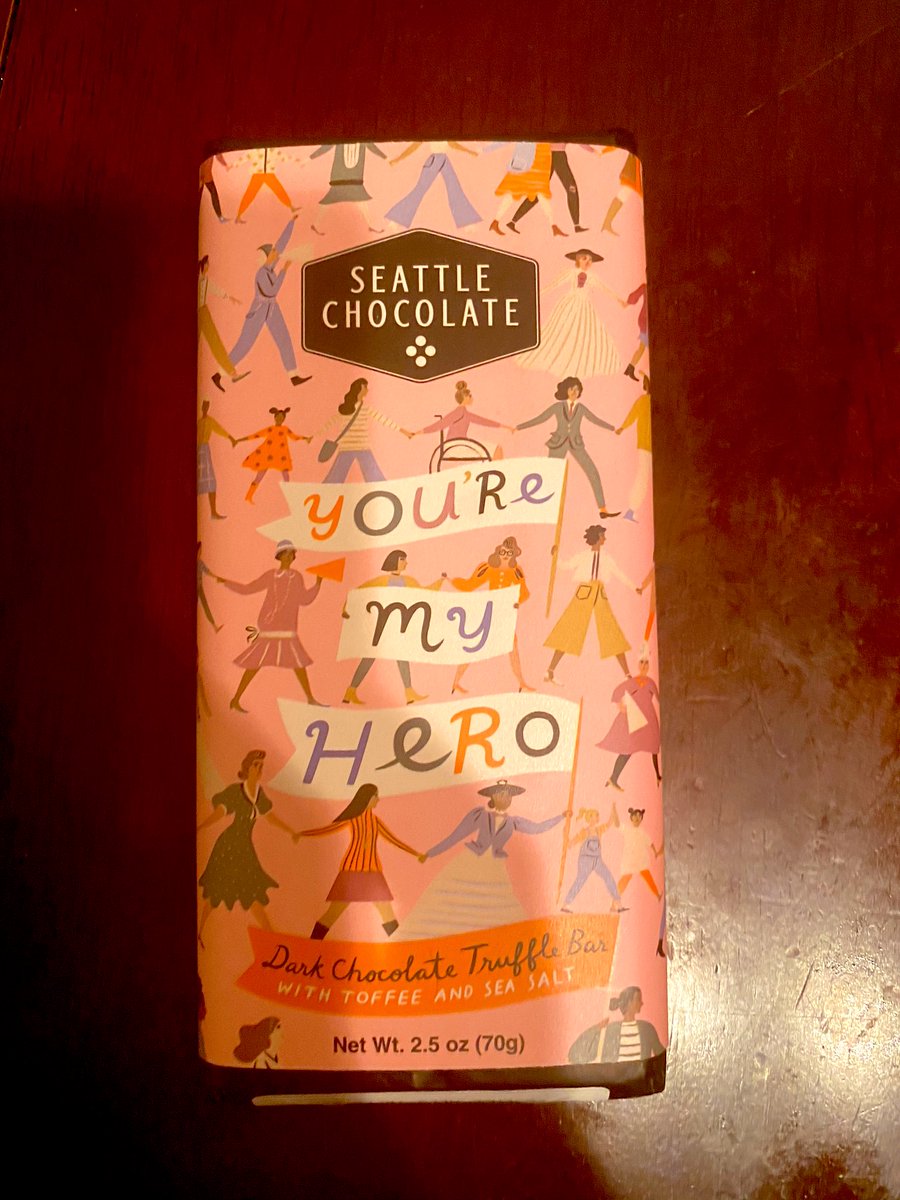 SEATTLE
CHOCOLATE
YOU'Re
my
HeRO
Dark Chocolate Truffle Bar
WITH TOFFEE AND SEA SALT
Net Wt. 2.5 oz (70g)